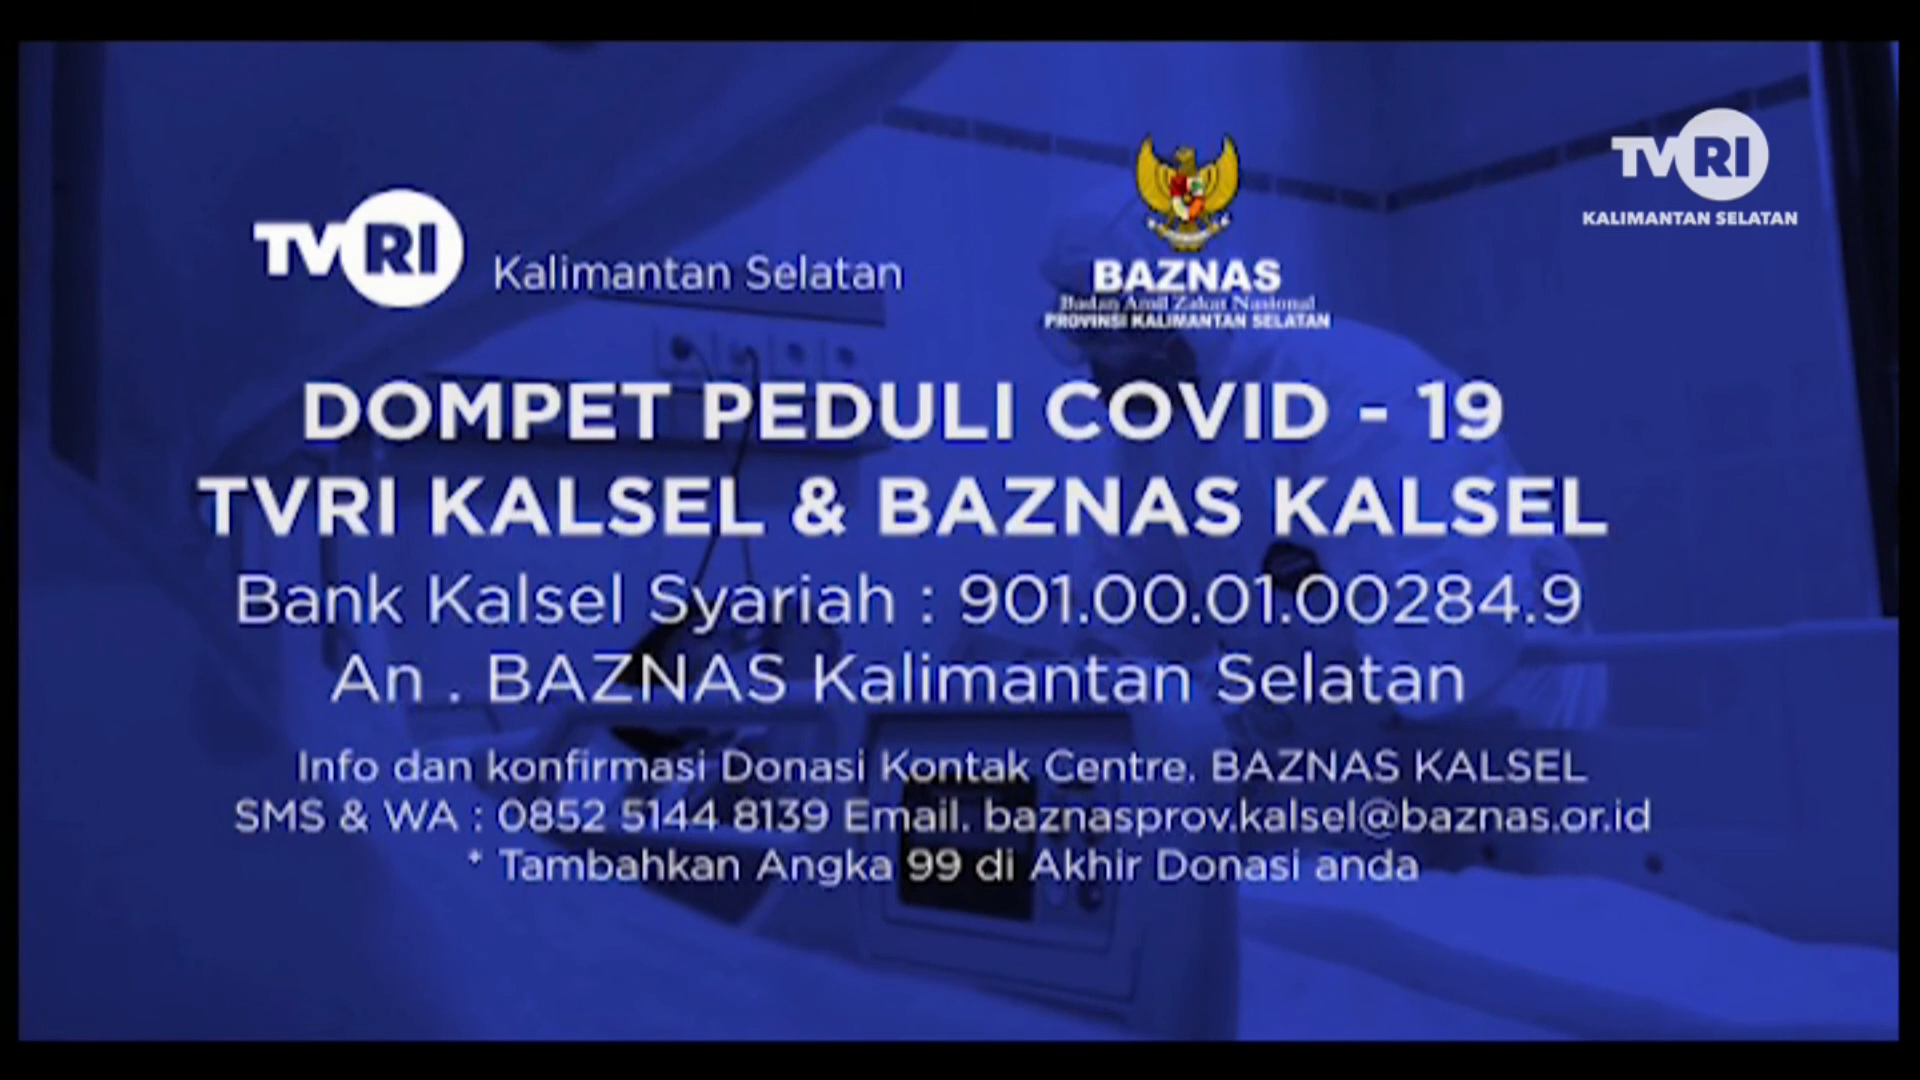 TVRI Kalimantan Selatan
BAZNAS
Badan Amil Zakat Nasional
PROVINSI KALIMANTAN SELATAN
TVRI
KALIMANTAN SELATAN
DOMPET PEDULI COVID - 19
TVRI KALSEL & BAZNAS KALSEL
Bank Kalsel Syariah : 901.00.01.00284.9
An . BAZNAS Kalimantan Selatan
Info dan konfirmasi Donasi Kontak Centre. BAZNAS KALSEL
SMS & WA : 0852 5144 8139 Email. baznasprov.kalsel@baznas.or.id
* Tambahkan Angka 99 di Akhir Donasi anda